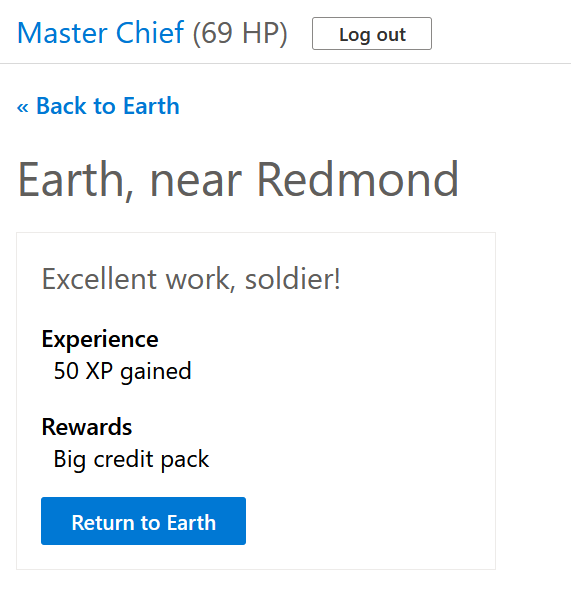 Master Chief (69 HP) Log out
« Back to Earth
Earth, near Redmond
Excellent work, soldier!
Experience
50 XP gained
Rewards
Big credit pack
Return to Earth